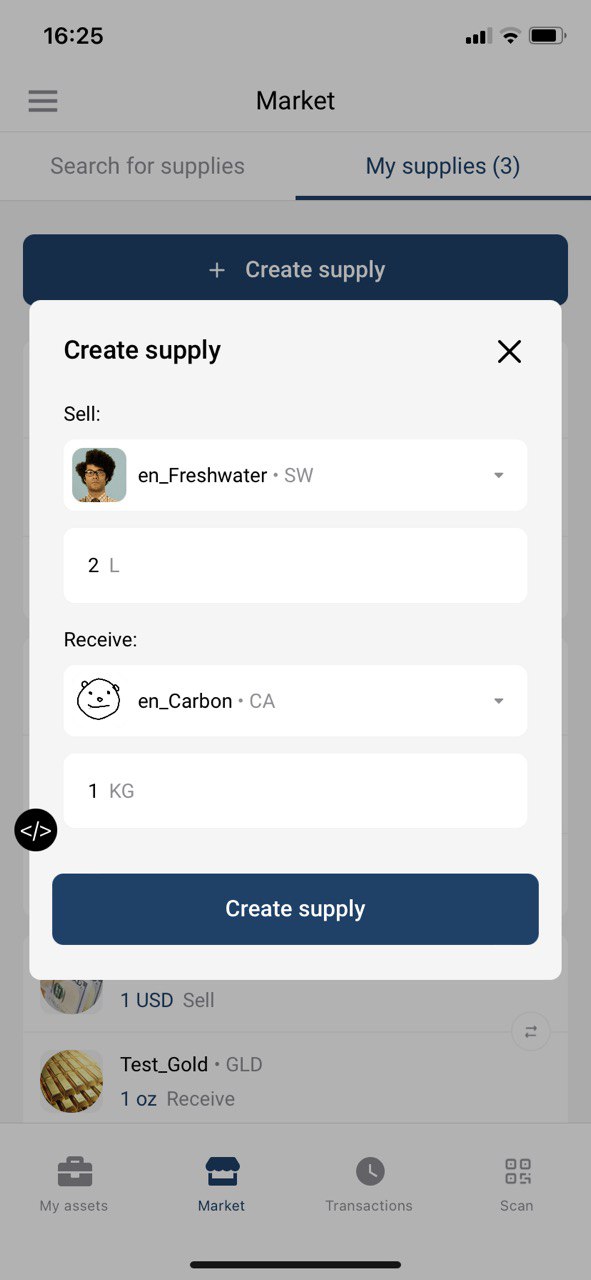 16:25
Market
Search for supplies
My supplies (3)
+ Create supply
Create supply
Sell:
en_Freshwater • SW
2 L
Receive:
en_Carbon • CA
1 KG
</>
Create supply
1 USD Sell
Test_Gold • GLD
1 oz Receive
My assets
Market
Transactions
Scan